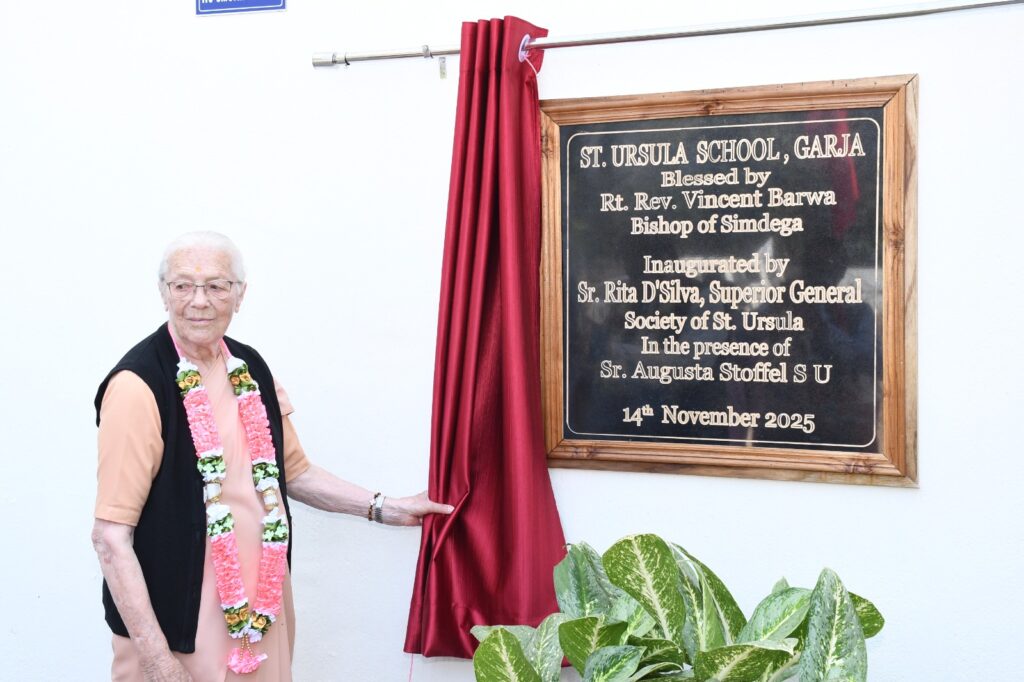 ST. URSULA SCHOOL, GARJA
Blessed by
Rt. Rev. Vincent Barwa
Bishop of Simdega
Inaugurated by
Sr. Rita D'Silva, Superior General
Society of St. Ursula
In the presence of
Sr. Augusta Stoffel S U
14th November 2025